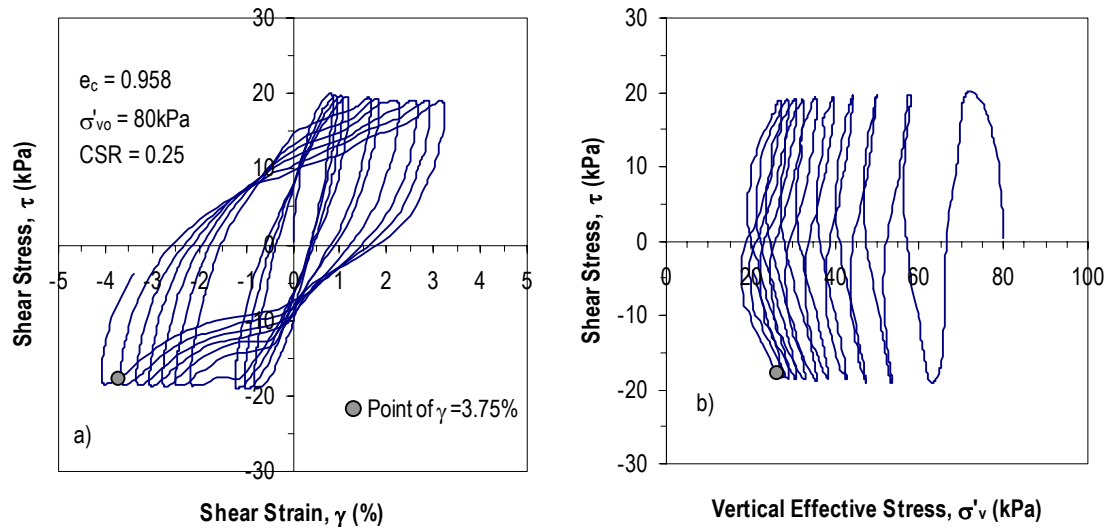 30
20
10
0
-10
-20
-30
-5 -4 -3 -2 -1 0 1 2 3 4 5
Shear Stress, τ (kPa)
Shear Strain, γ (%)
e_c = 0.958
σ'_vo = 80kPa
CSR = 0.25
Point of γ =3.75%
a)
30
20
10
0
-10
-20
-30
0 20 40 60 80 100
Shear Stress, τ (kPa)
Vertical Effective Stress, σ'_v (kPa)
b)